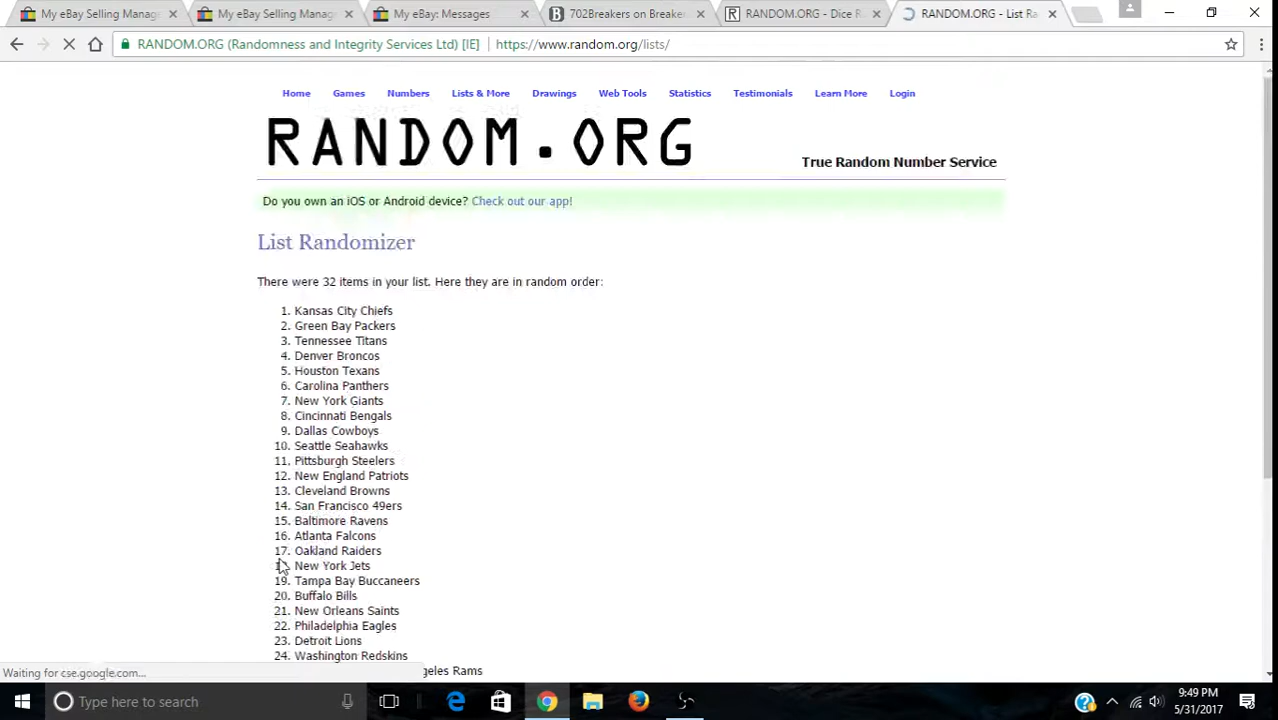 My eBay Selling Manag
My eBay Selling Manag
My eBay: Messages
702Breakers on Breaker
RANDOM.ORG - Dice R
RANDOM.ORG - List Ra
RANDOM.ORG (Randomness and Integrity Services Ltd) [IE]
https://www.random.org/lists/
Home Games Numbers Lists & More Drawings Web Tools Statistics Testimonials Learn More Login
RANDOM.ORG
True Random Number Service
Do you own an iOS or Android device? Check out our app!
List Randomizer
There were 32 items in your list. Here they are in random order:
1. Kansas City Chiefs
2. Green Bay Packers
3. Tennessee Titans
4. Denver Broncos
5. Houston Texans
6. Carolina Panthers
7. New York Giants
8. Cincinnati Bengals
9. Dallas Cowboys
10. Seattle Seahawks
11. Pittsburgh Steelers
12. New England Patriots
13. Cleveland Browns
14. San Francisco 49ers
15. Baltimore Ravens
16. Atlanta Falcons
17. Oakland Raiders
New York Jets
19. Tampa Bay Buccaneers
20. Buffalo Bills
21. New Orleans Saints
22. Philadelphia Eagles
23. Detroit Lions
24. Washington Redskins
geles Rams
Waiting for cse.google.com...
Type here to search
9:49 PM
5/31/2017